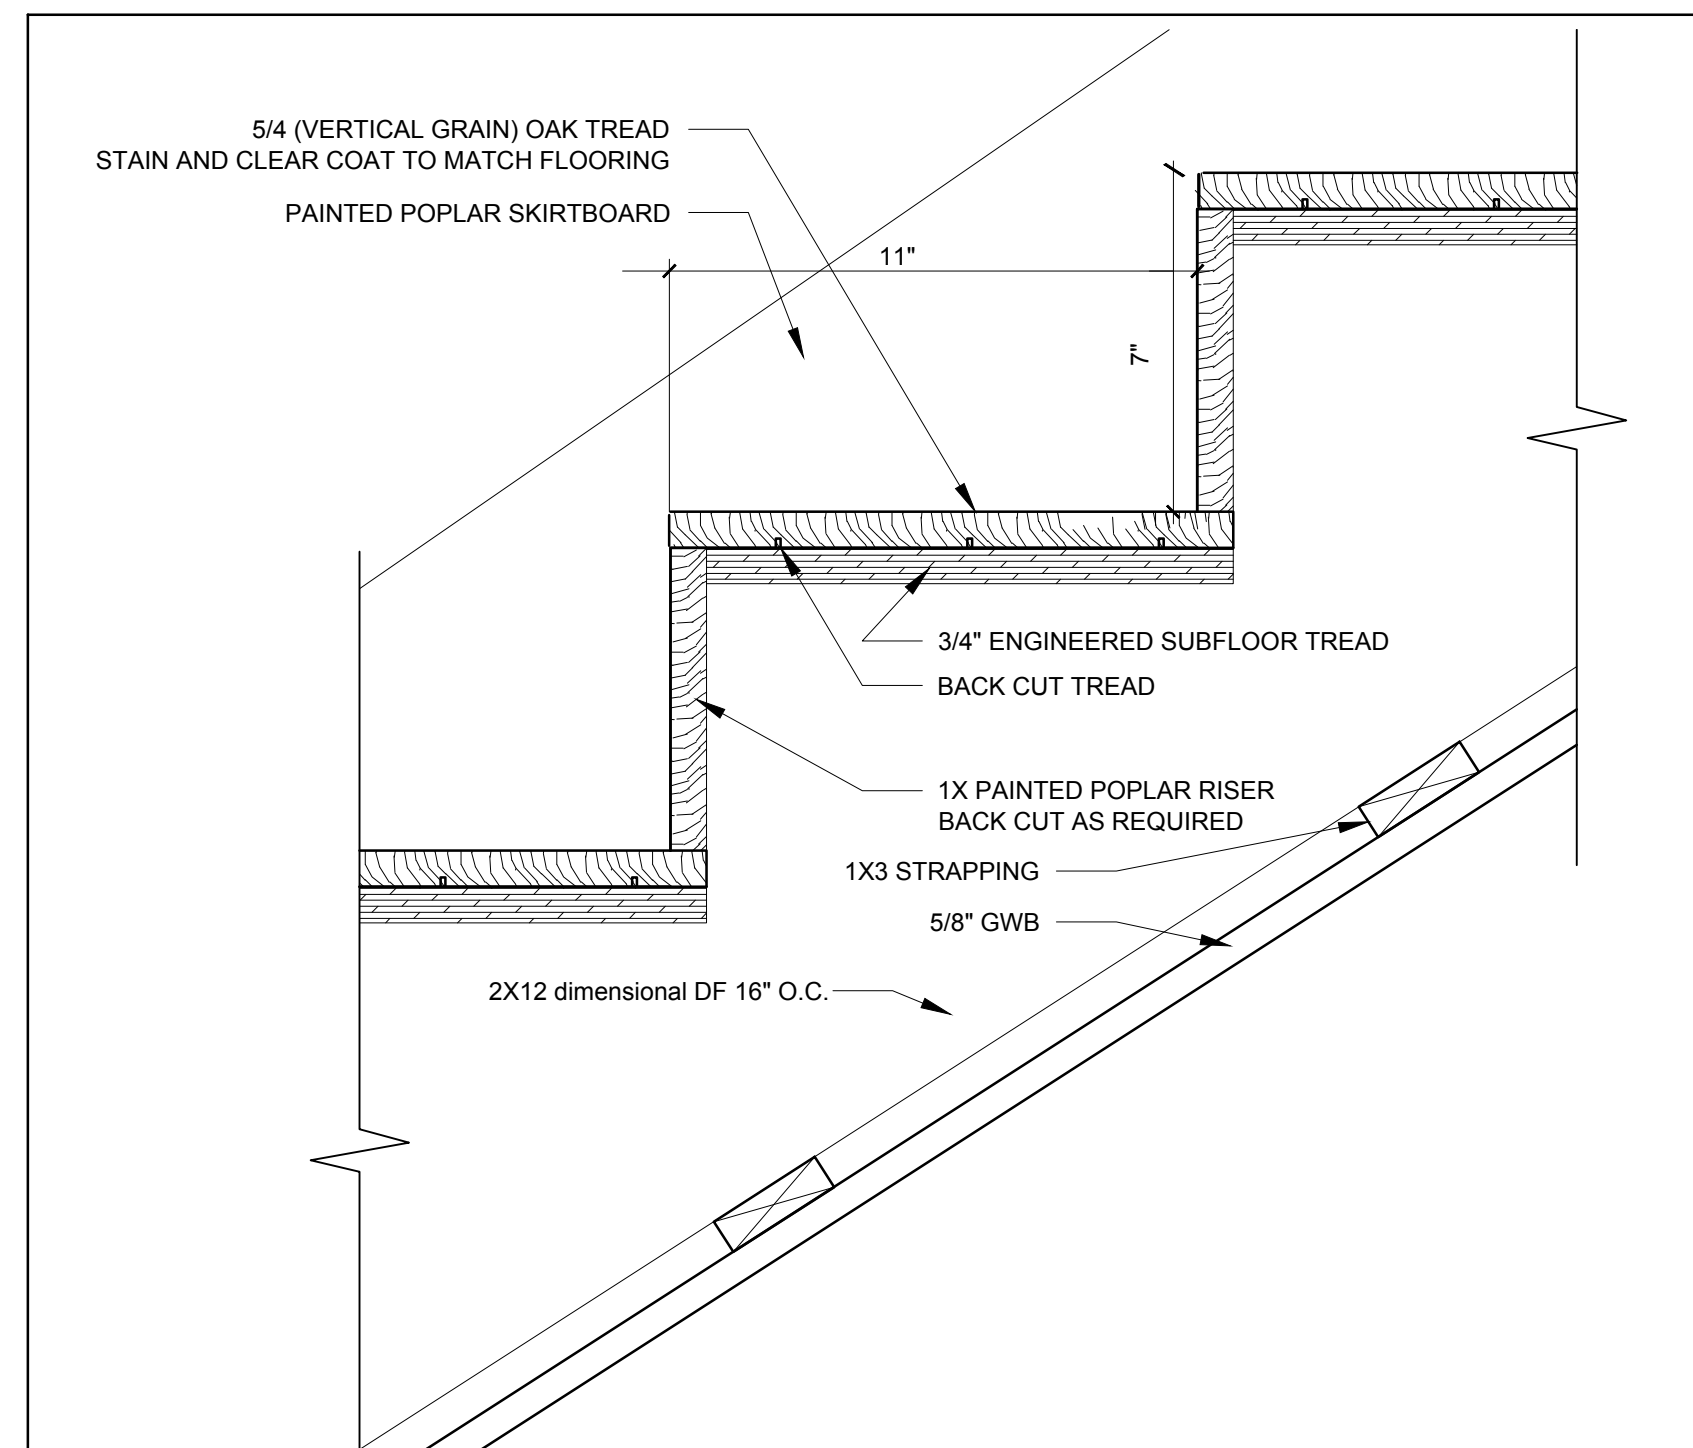 5/4 (VERTICAL GRAIN) OAK TREAD
STAIN AND CLEAR COAT TO MATCH FLOORING
PAINTED POPLAR SKIRTBOARD
11"
7"
3/4" ENGINEERED SUBFLOOR TREAD
BACK CUT TREAD
1X PAINTED POPLAR RISER
BACK CUT AS REQUIRED
1X3 STRAPPING
5/8" GWB
2X12 dimensional DF 16" O.C.